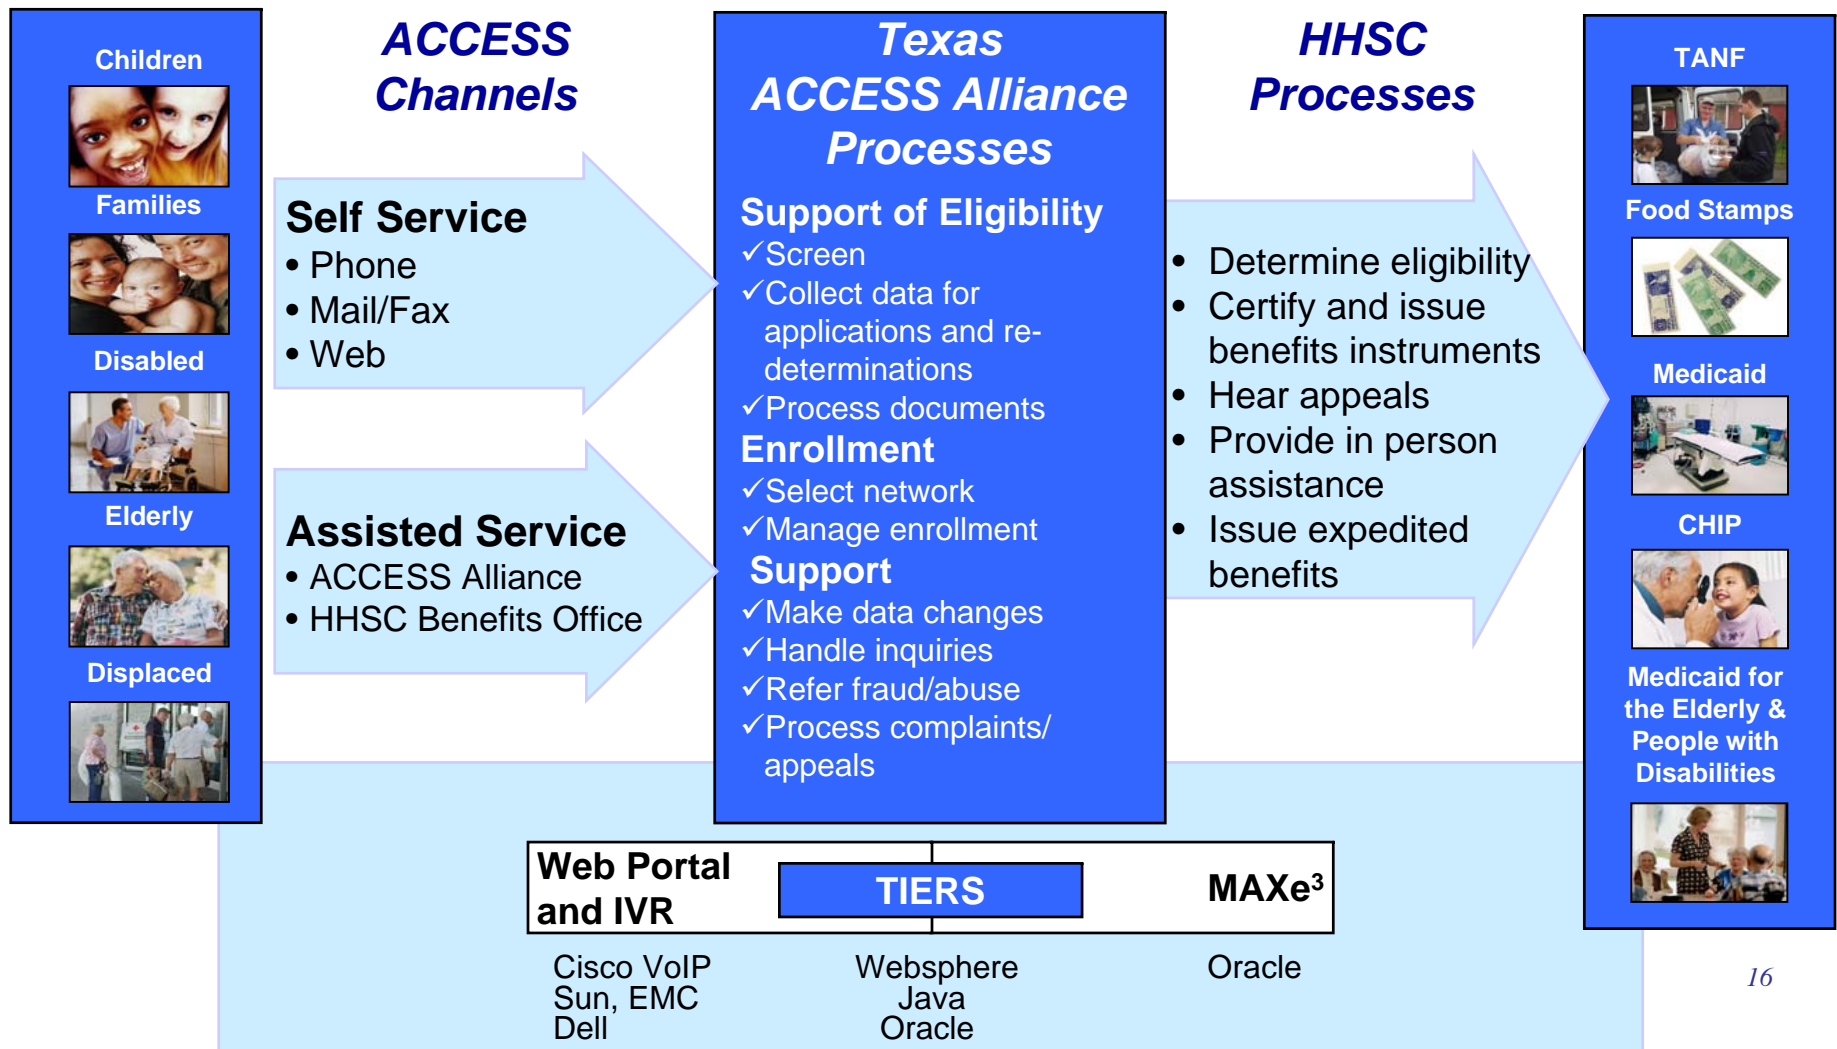 Children
Families
Disabled
Elderly
Displaced
ACCESS
Channels
Self Service
• Phone
• Mail/Fax
• Web
Assisted Service
• ACCESS Alliance
• HHSC Benefits Office
Texas
ACCESS Alliance
Processes
Support of Eligibility
✓Screen
✓Collect data for
applications and re-
determinations
✓Process documents
Enrollment
✓Select network
✓Manage enrollment
Support
✓Make data changes
✓Handle inquiries
✓Refer fraud/abuse
✓Process complaints/
appeals
HHSC
Processes
• Determine eligibility
• Certify and issue
benefits instruments
• Hear appeals
• Provide in person
assistance
• Issue expedited
benefits
TANF
Food Stamps
Medicaid
CHIP
Medicaid for
the Elderly &
People with
Disabilities
Web Portal
and IVR
TIERS
MAXe³
Cisco VoIP
Sun, EMC
Dell
Websphere
Java
Oracle
Oracle
16